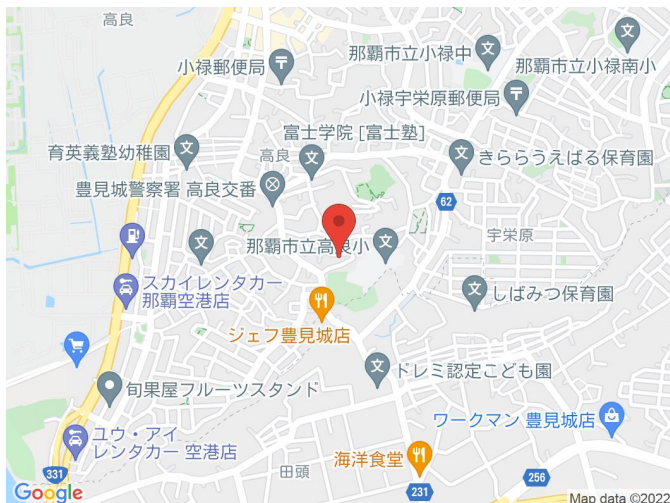 高良
小禄郵便局
那覇市立小禄中
那覇市立小禄南小
小禄宇栄原郵便局
富士学院 [富士塾]
育英義塾幼稚園
高良
きららうえばる保育園
豊見城警察署 高良交番
62
宇栄原
那覇市立高良小
スカイレンタカー
那覇空港店
しばみつ保育園
ジェフ豊見城店
ドレミ認定こども園
旬果屋フルーツスタンド
ワークマン 豊見城店
ユウ・アイ
レンタカー 空港店
海洋食堂
田頭
331
256
231
Google
Map data ©2022